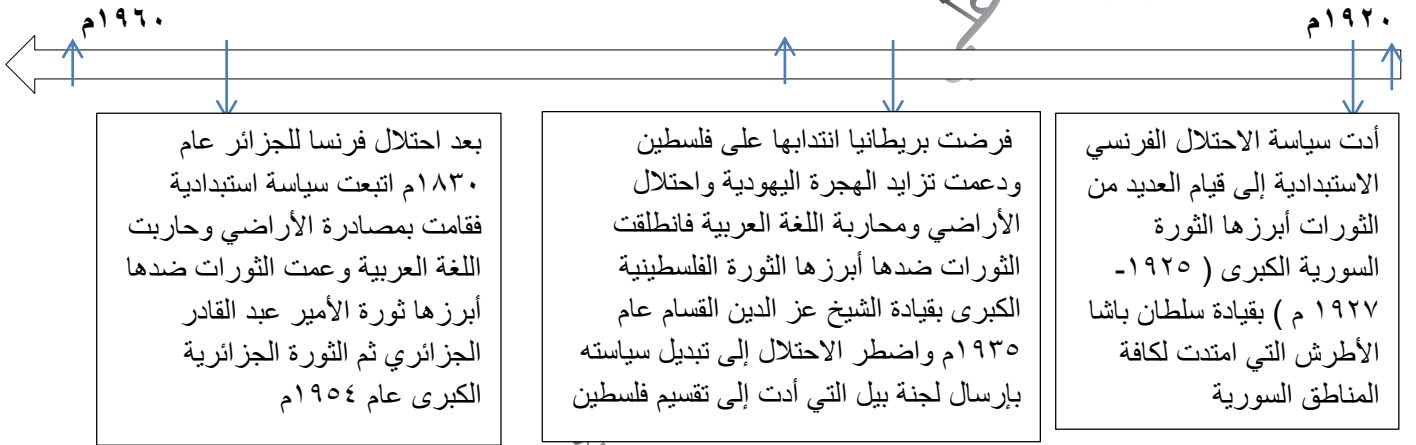 ١٩٢٠م
١٩٦٠م
أدت سياسة الاحتلال الفرنسي
الاستبدادية إلى قيام العديد من
الثورات أبرزها الثورة
السورية الكبرى ( ١٩٢٥-
١٩٢٧ م ) بقيادة سلطان باشا
الأطرش التي امتدت لكافة
المناطق السورية
فرضت بريطانيا انتدابها على فلسطين
ودعمت تزايد الهجرة اليهودية واحتلال
الأراضي ومحاربة اللغة العربية فانطلقت
الثورات ضدها أبرزها الثورة الفلسطينية
الكبرى بقيادة الشيخ عز الدين القسام عام
١٩٣٥م واضطر الاحتلال إلى تبديل سياسته
بإرسال لجنة بيل التي أدت إلى تقسيم فلسطين
بعد احتلال فرنسا للجزائر عام
١٨٣٠م اتبعت سياسة استبدادية
فقامت بمصادرة الأراضي وحاربت
اللغة العربية وعمت الثورات ضدها
أبرزها ثورة الأمير عبد القادر
الجزائري ثم الثورة الجزائرية
الكبرى عام ١٩٥٤م